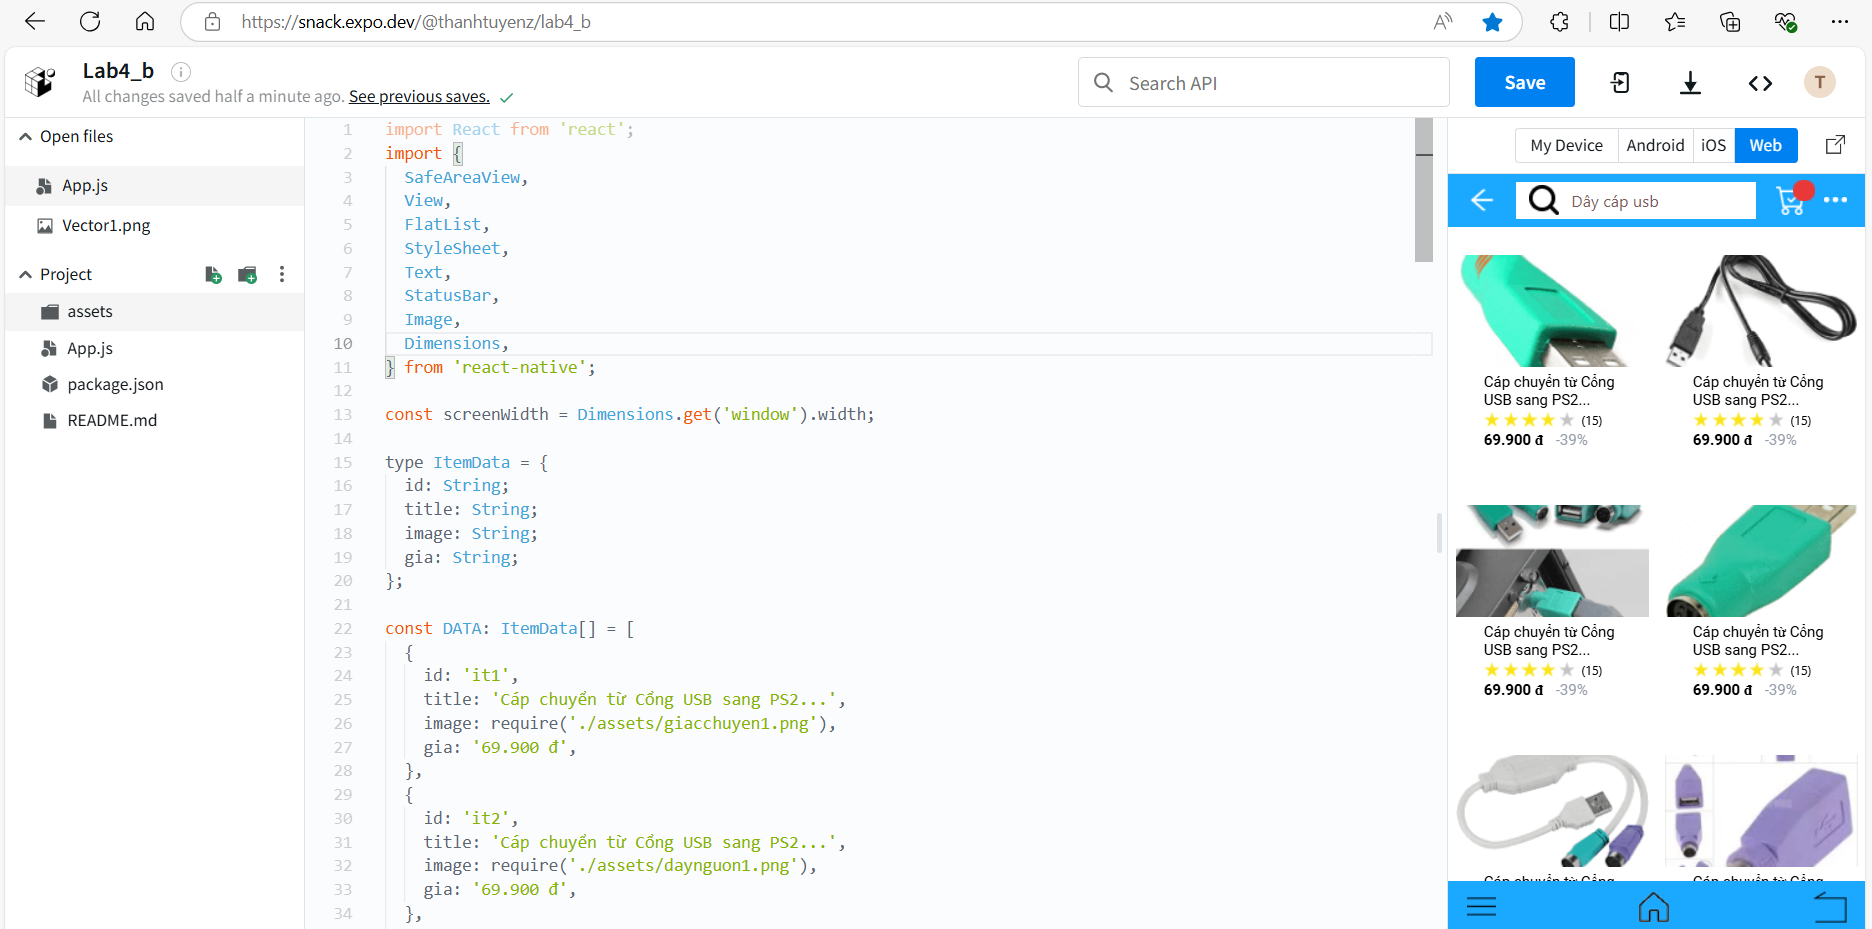 https://snack.expo.dev/@thanhtuyenz/lab4_b
Lab4_b
All changes saved half a minute ago. See previous saves.
Search API
Save
T
Open files
App.js
Vector1.png
Project
assets
App.js
package.json
README.md
1 import React from 'react';
2 import {
3 SafeAreaView,
4 View,
5 FlatList,
6 StyleSheet,
7 Text,
8 StatusBar,
9 Image,
10 Dimensions,
11 } from 'react-native';
12
13 const screenWidth = Dimensions.get('window').width;
14
15 type ItemData = {
16 id: String;
17 title: String;
18 image: String;
19 gia: String;
20 };
21
22 const DATA: ItemData[] = [
23 {
24 id: 'it1',
25 title: 'Cáp chuyển từ Cổng USB sang PS2...',
26 image: require('./assets/giacchuyen1.png'),
27 gia: '69.900 đ',
28 },
29 {
30 id: 'it2',
31 title: 'Cáp chuyển từ Cổng USB sang PS2...',
32 image: require('./assets/daynguon1.png'),
33 gia: '69.900 đ',
34 },
My Device Android iOS Web
Dây cáp usb
Cáp chuyển từ Cổng
USB sang PS2...
(15)
69.900 đ -39%
Cáp chuyển từ Cổng
USB sang PS2...
(15)
69.900 đ -39%
Cáp chuyển từ Cổng
USB sang PS2...
(15)
69.900 đ -39%
Cáp chuyển từ Cổng
USB sang PS2...
(15)
69.900 đ -39%
Cáp chuyển từ Cổng
Cáp chuyển từ Cổng